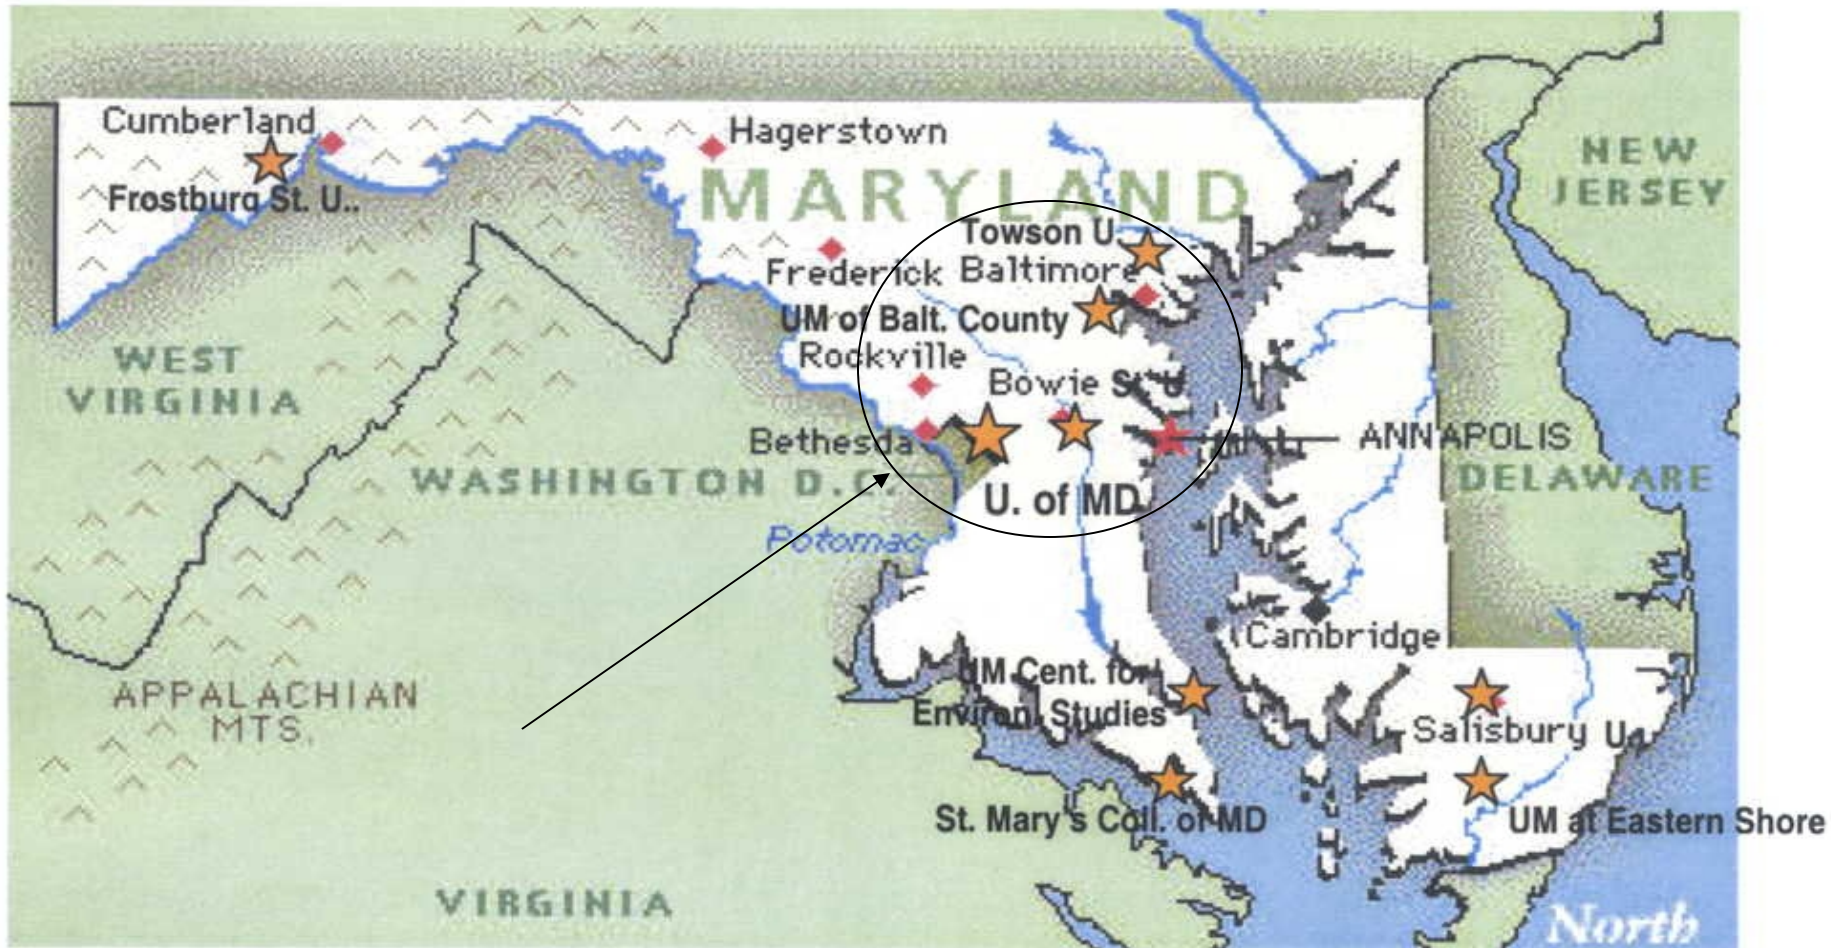 Cumberland
Hagerstown
Frostburg St. U..
MARYLAND
NEW
JERSEY
Towson U.
Frederick
Baltimore
UM of Balt. County
Rockville
WEST
VIRGINIA
Bowie St. U
Bethesda
ANNAPOLIS
WASHINGTON D.C.
DELAWARE
U. of MD
Potomac
Cambridge
UM Cent. for
Environ. Studies
APPALACHIAN
MTS.
Salisbury U.
St. Mary's Coll. of MD
UM at Eastern Shore
VIRGINIA
North